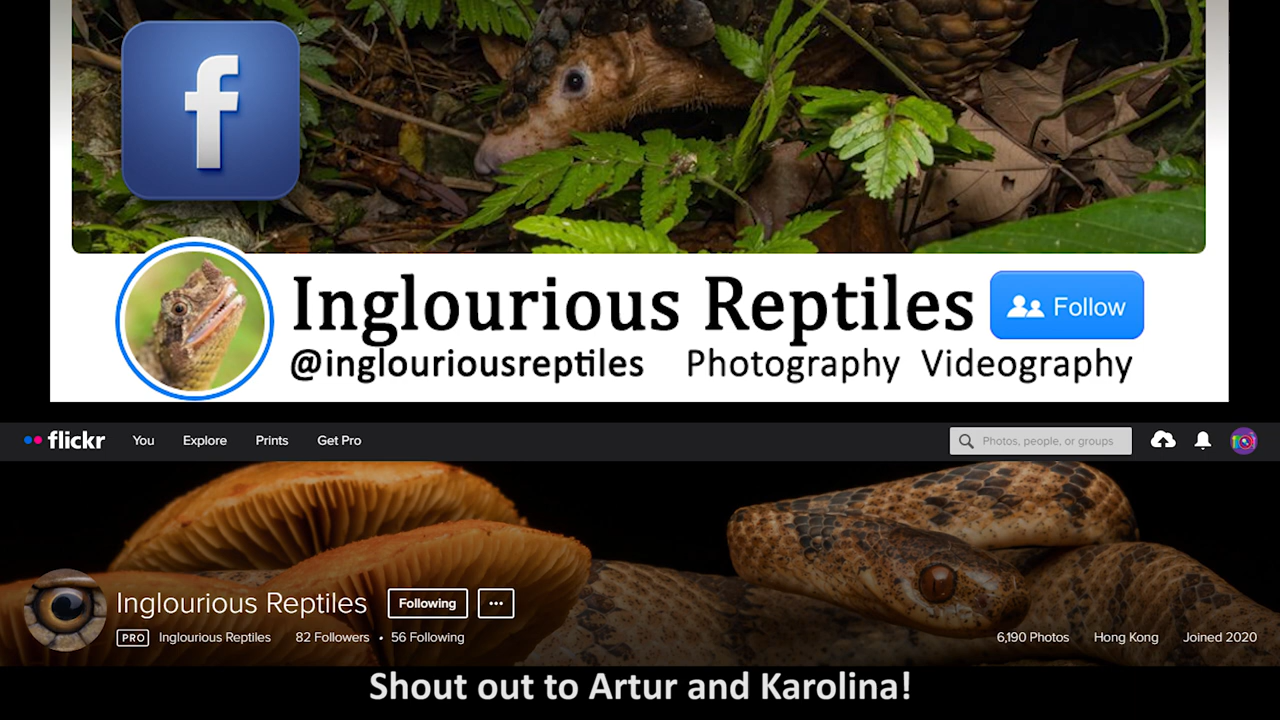 f
Inglourious Reptiles
Follow
@inglouriousreptiles Photography Videography
flickr You Explore Prints Get Pro Photos, people, or groups
Inglourious Reptiles Following ...
PRO Inglourious Reptiles 82 Followers • 56 Following 6,190 Photos Hong Kong Joined 2020
Shout out to Artur and Karolina!